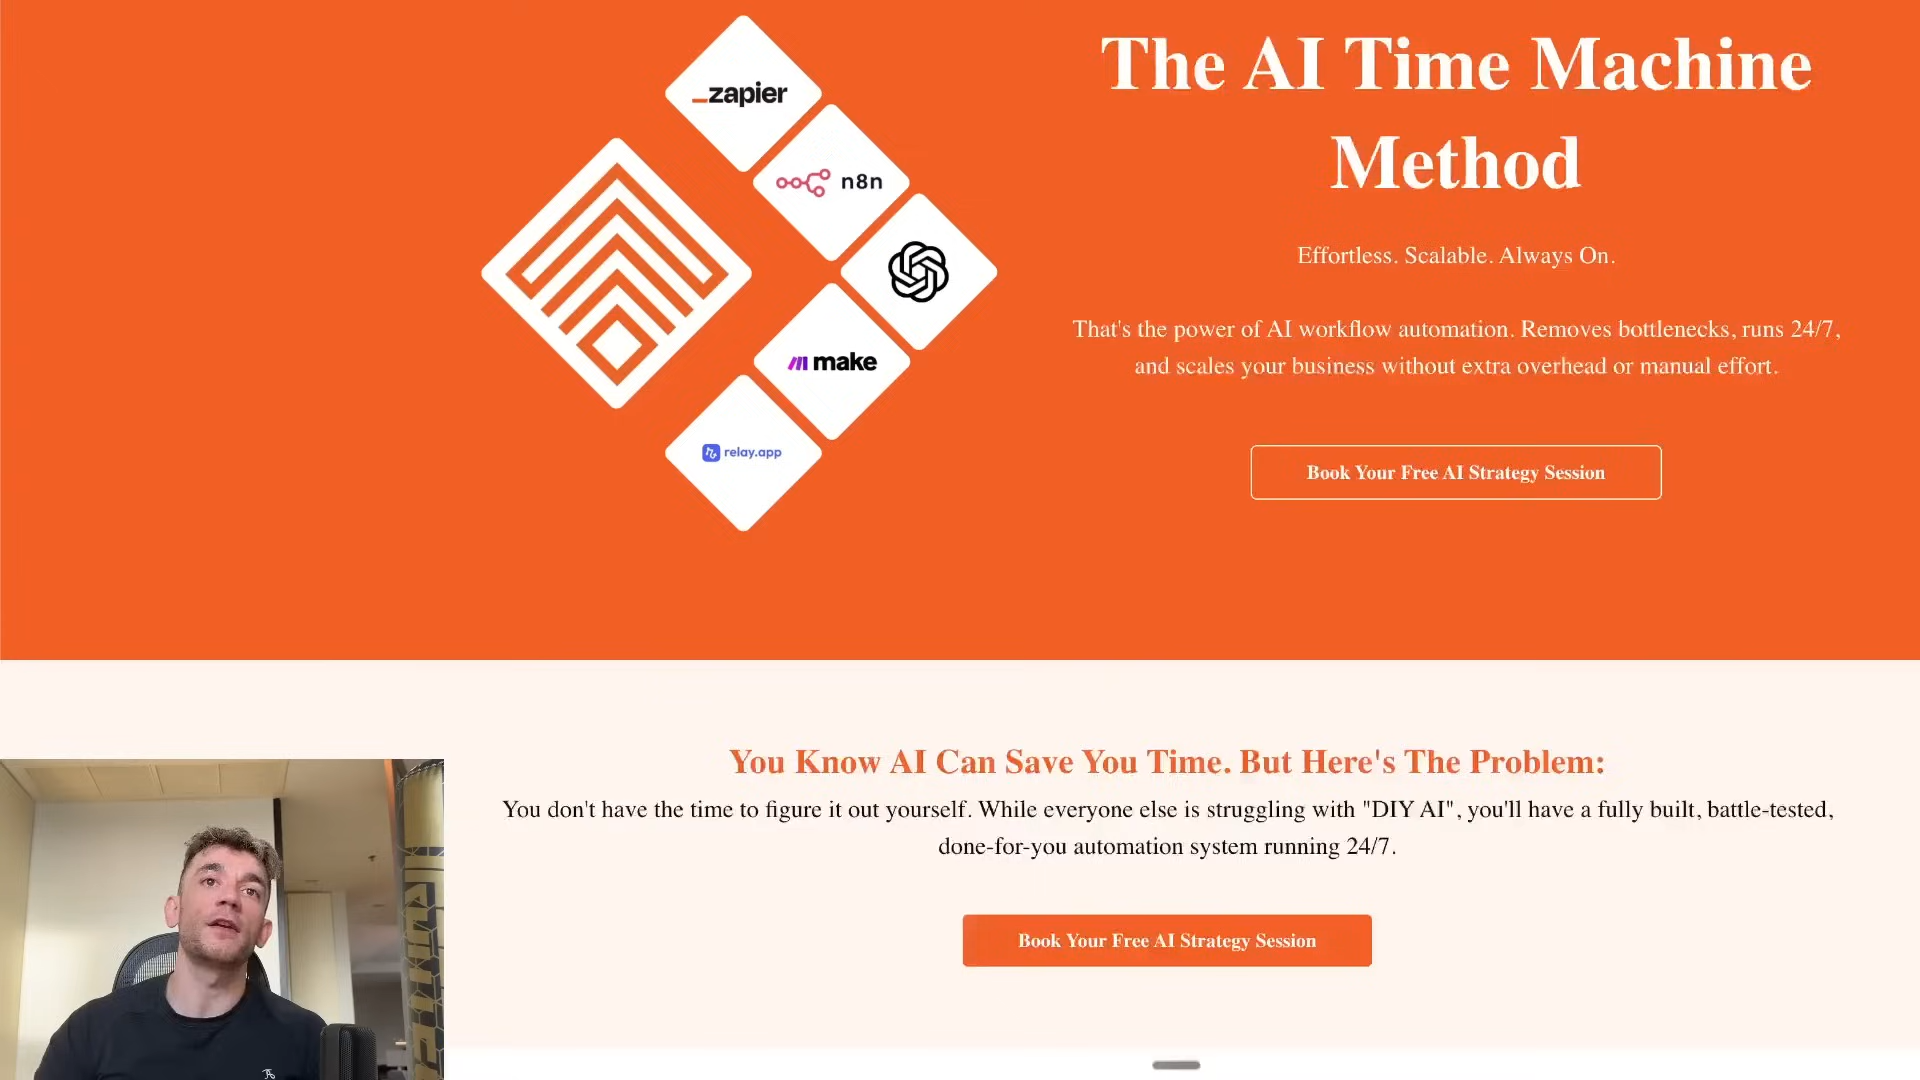 The AI Time Machine
Method
Effortless. Scalable. Always On.
That's the power of AI workflow automation. Removes bottlenecks, runs 24/7,
and scales your business without extra overhead or manual effort.
Book Your Free AI Strategy Session
_zapier
n8n
make
relay.app
You Know AI Can Save You Time. But Here's The Problem:
You don't have the time to figure it out yourself. While everyone else is struggling with "DIY AI", you'll have a fully built, battle-tested,
done-for-you automation system running 24/7.
Book Your Free AI Strategy Session